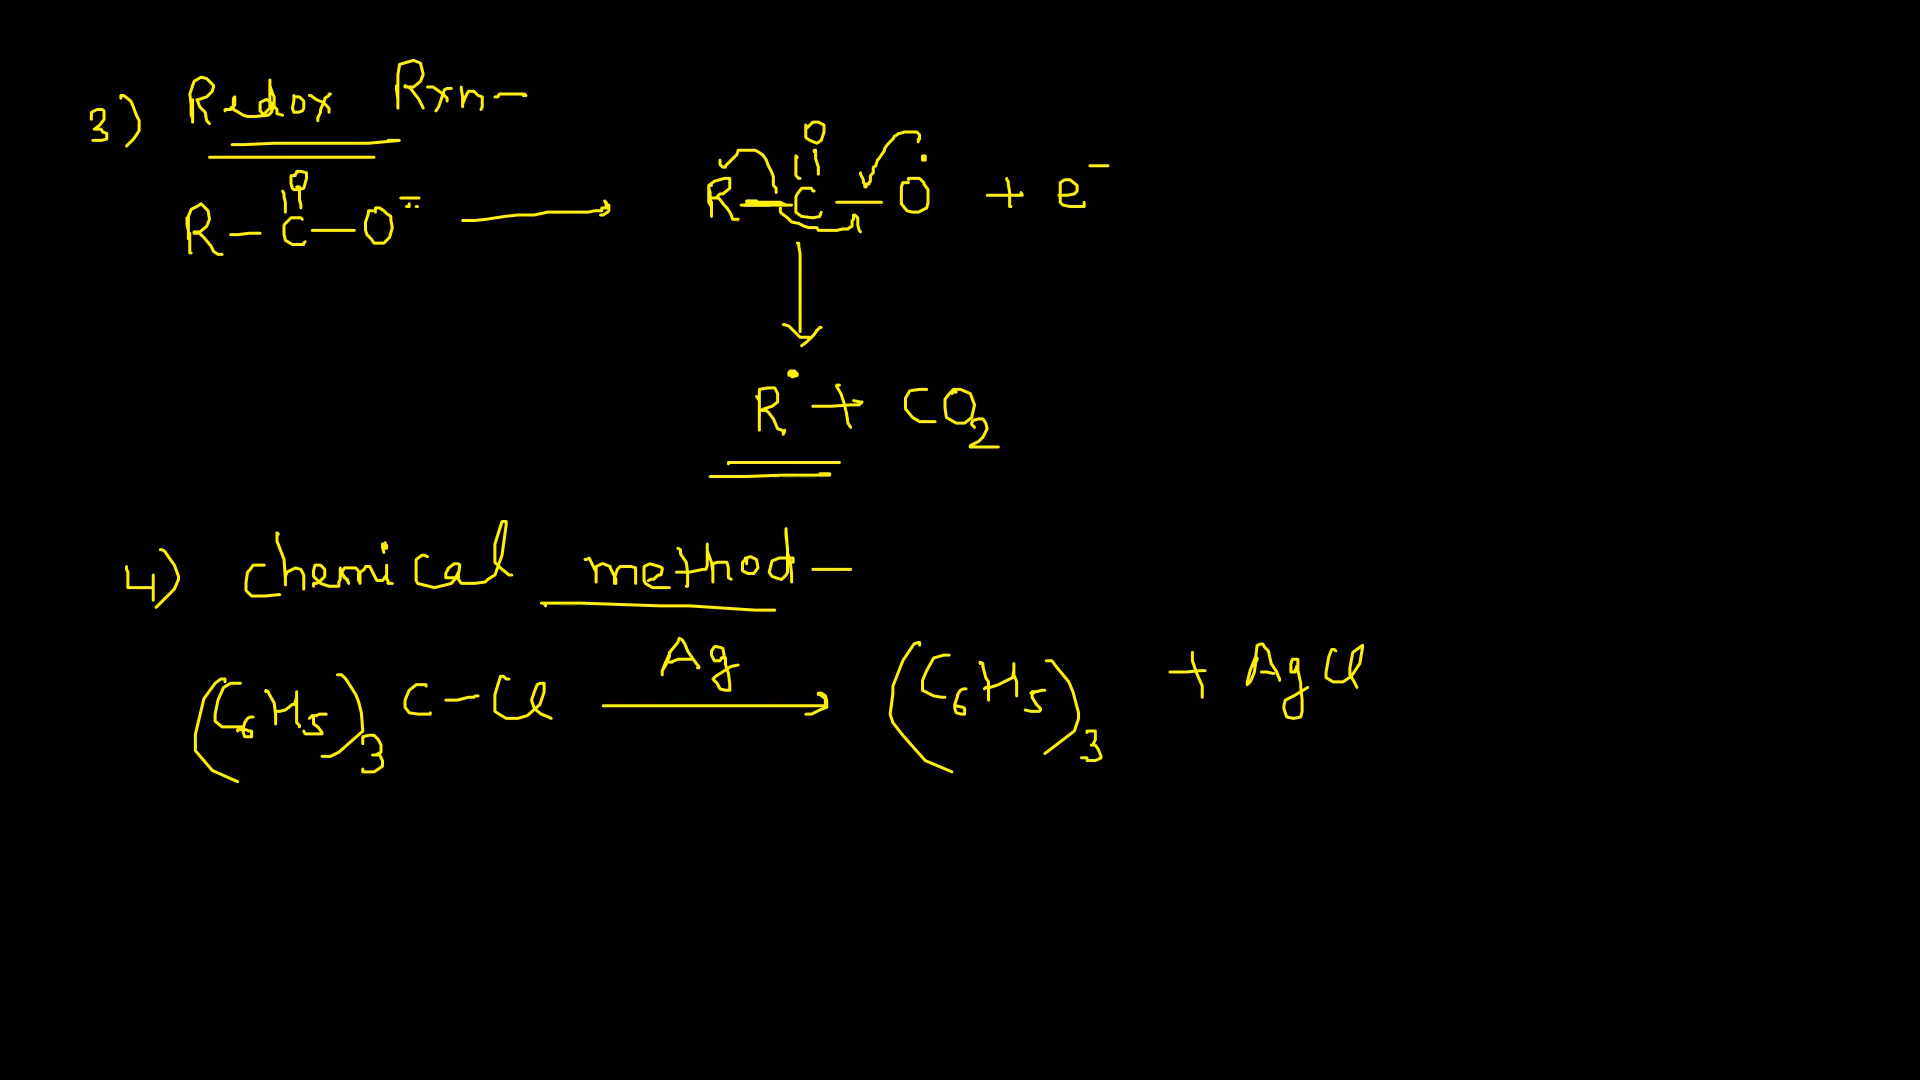 3) Redox Rxn-
O
R-C-O⁻ → R-C-O + e⁻
O
R• + CO₂
4) chemical method-
(C₆H₅)₃ C-Cl Ag → (C₆H₅)₃ + AgCl